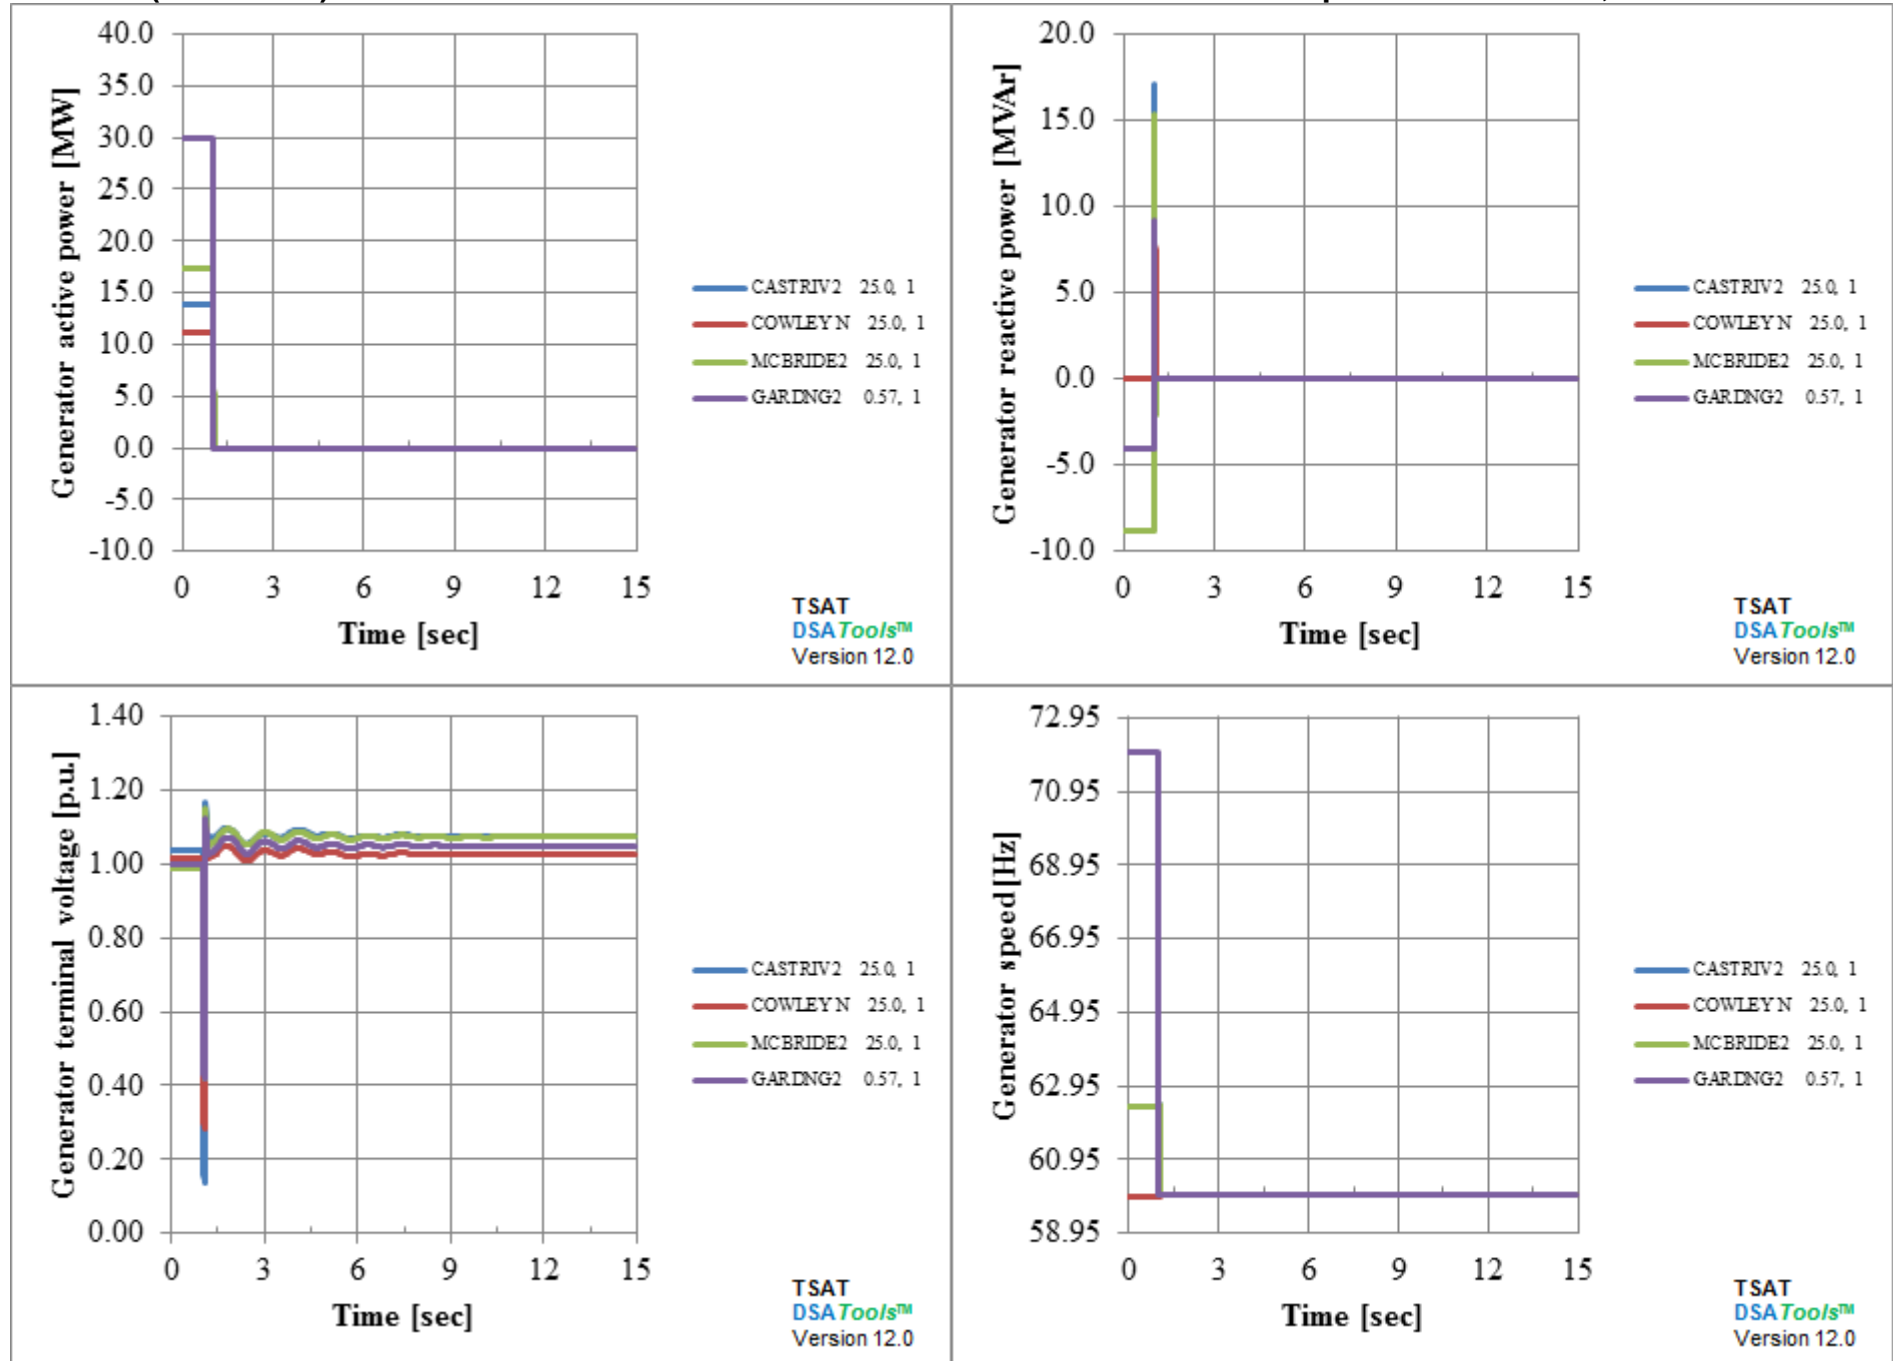 40.0
35.0
30.0
25.0
20.0
15.0
10.0
5.0
0.0
-5.0
-10.0
Generator active power [MW]
0 3 6 9 12 15
Time [sec]
CASTRIV2 25.0, 1
COWLEY N 25.0, 1
MCBRIDE2 25.0, 1
GARDNG2 0.57, 1
TSAT
DSATools™
Version 12.0
20.0
15.0
10.0
5.0
0.0
-5.0
-10.0
Generator reactive power [MVAr]
0 3 6 9 12 15
Time [sec]
CASTRIV2 25.0, 1
COWLEY N 25.0, 1
MCBRIDE2 25.0, 1
GARDNG2 0.57, 1
TSAT
DSATools™
Version 12.0
1.40
1.20
1.00
0.80
0.60
0.40
0.20
0.00
Generator terminal voltage [p.u.]
0 3 6 9 12 15
Time [sec]
CASTRIV2 25.0, 1
COWLEY N 25.0, 1
MCBRIDE2 25.0, 1
GARDNG2 0.57, 1
TSAT
DSATools™
Version 12.0
72.95
70.95
68.95
66.95
64.95
62.95
60.95
58.95
Generator speed[Hz]
0 3 6 9 12 15
Time [sec]
CASTRIV2 25.0, 1
COWLEY N 25.0, 1
MCBRIDE2 25.0, 1
GARDNG2 0.57, 1
TSAT
DSATools™
Version 12.0